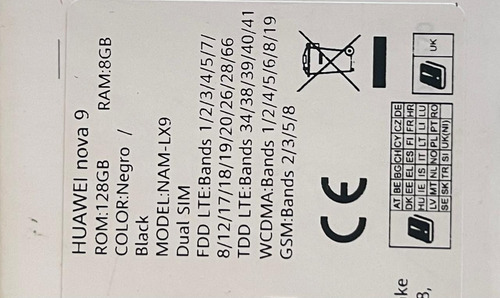 HUAWEI nova 9
ROM:128GB RAM:8GB
COLOR:Negro /
Black
MODEL:NAM-LX9
Dual SIM
FDD LTE:Bands 1/2/3/4/5/7/
8/12/17/18/19/20/26/28/66
TDD LTE:Bands 34/38/39/40/41
WCDMA:Bands 1/2/4/5/6/8/19
GSM:Bands 2/3/5/8
CE
AT BE BG CH CY CZ DE
DK EE EL ES FI FR HR
HU IE IS IT LT LI LU
LV MT NL NO PL PT RO
SE SK TR SI UK(NI)
UK